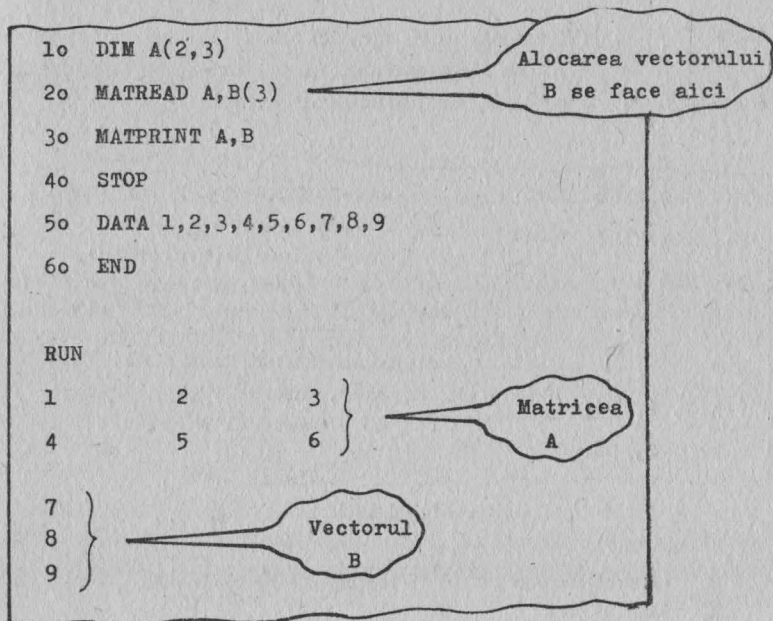 1o DIM A(2,3)
Alocarea vectorului
B se face aici
2o MATREAD A,B(3)
3o MATPRINT A,B
4o STOP
5o DATA 1,2,3,4,5,6,7,8,9
6o END
RUN
1 2 3
4 5 6
Matricea
A
7
8
9
Vectorul
B